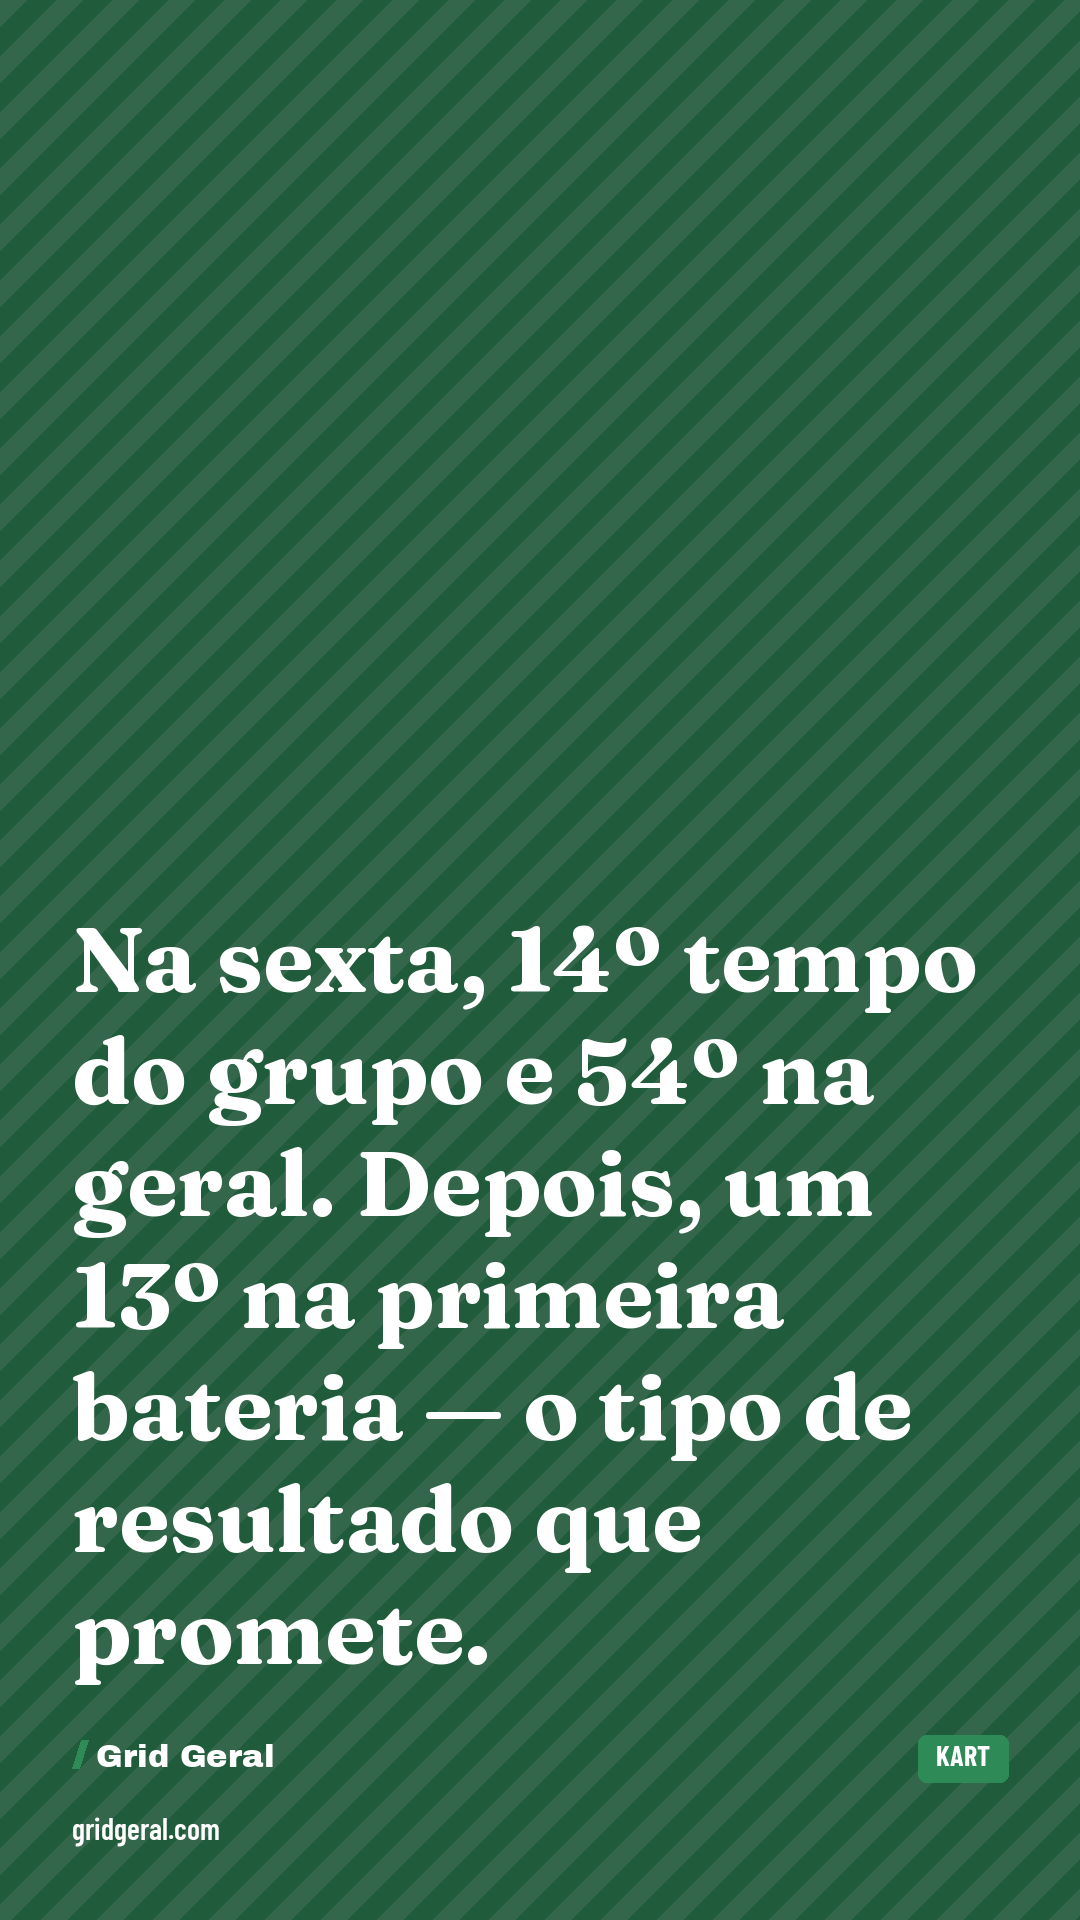 Na sexta, 14º tempo
do grupo e 54º na
geral. Depois, um
13º na primeira
bateria — o tipo de
resultado que
promete.
/ Grid Geral
KART
gridgeral.com